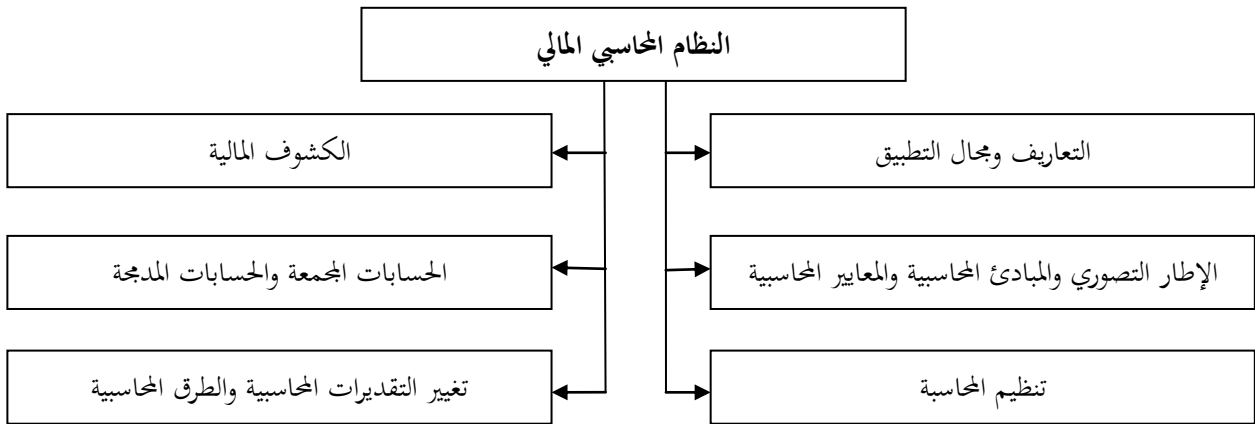 النظام المحاسبي المالي
التعاريف ومجال التطبيق
الكشوف المالية
الإطار التصوري والمبادئ المحاسبية والمعايير المحاسبية
الحسابات المجمعة والحسابات المدمجة
تنظيم المحاسبة
تغيير التقديرات المحاسبية والطرق المحاسبية